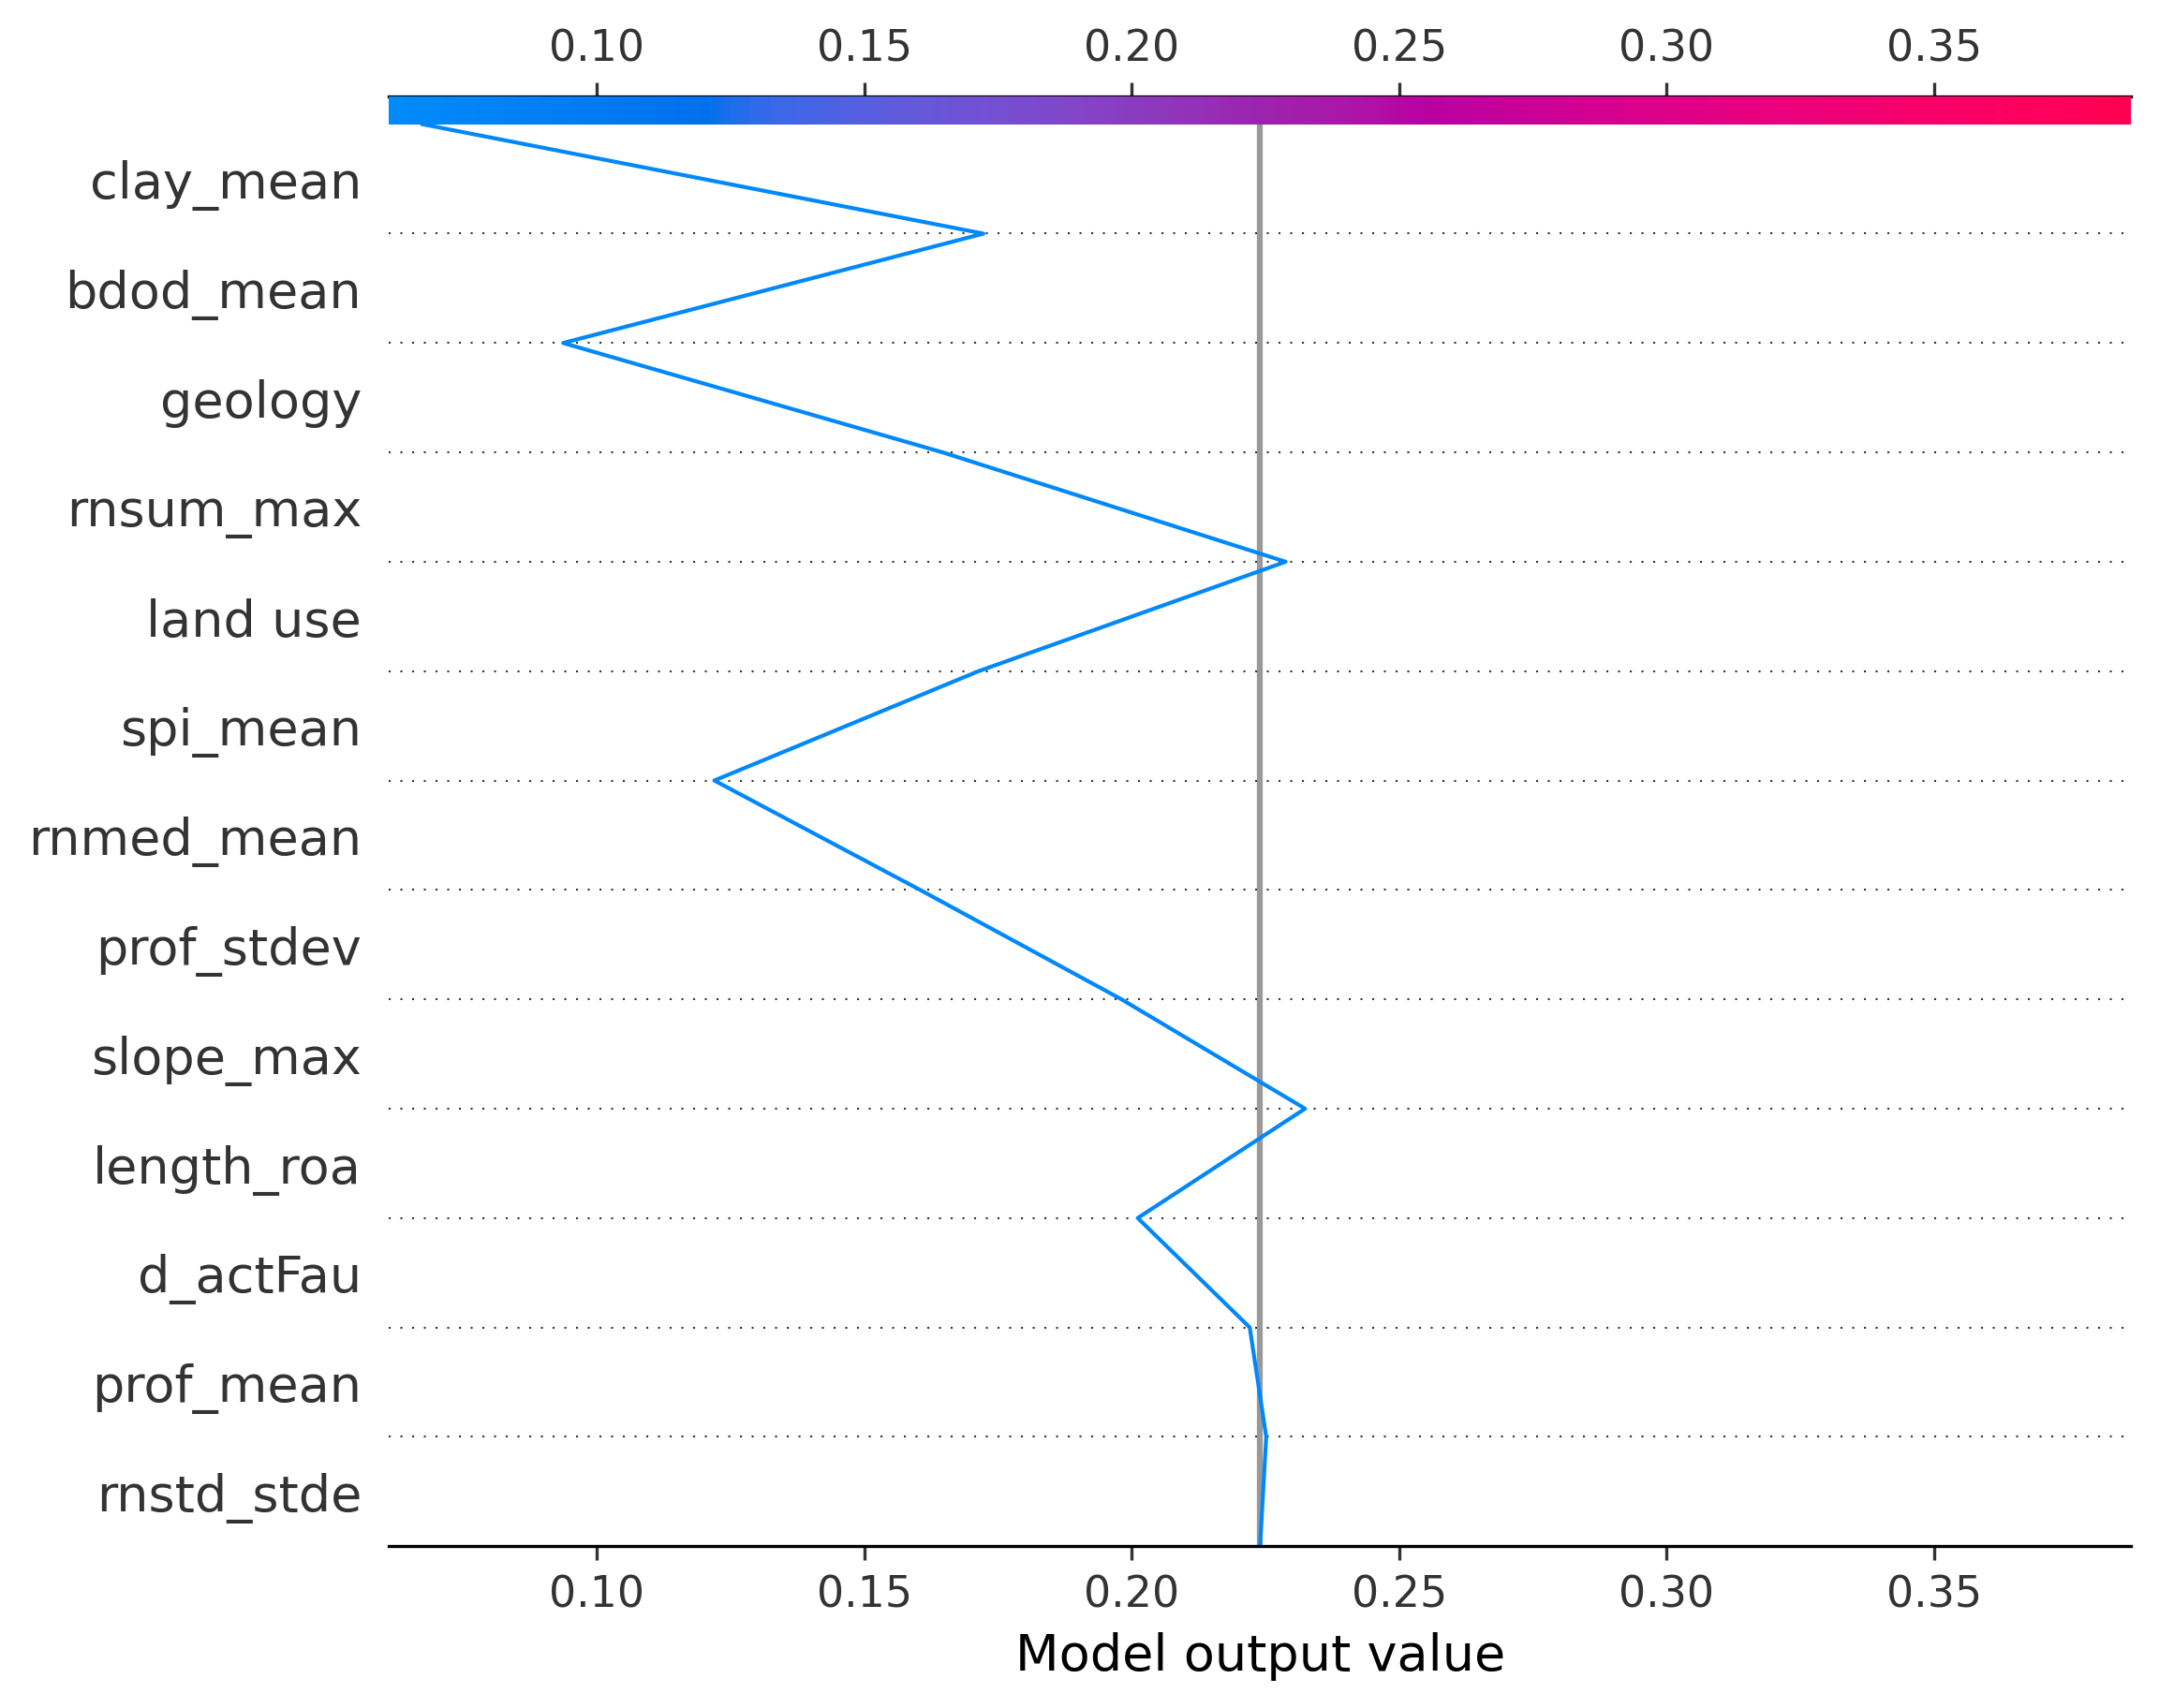 0.10 0.15 0.20 0.25 0.30 0.35
clay_mean
bdod_mean
geology
rnsum_max
land use
spi_mean
rnmed_mean
prof_stdev
slope_max
length_roa
d_actFau
prof_mean
rnstd_stde
0.10 0.15 0.20 0.25 0.30 0.35
Model output value